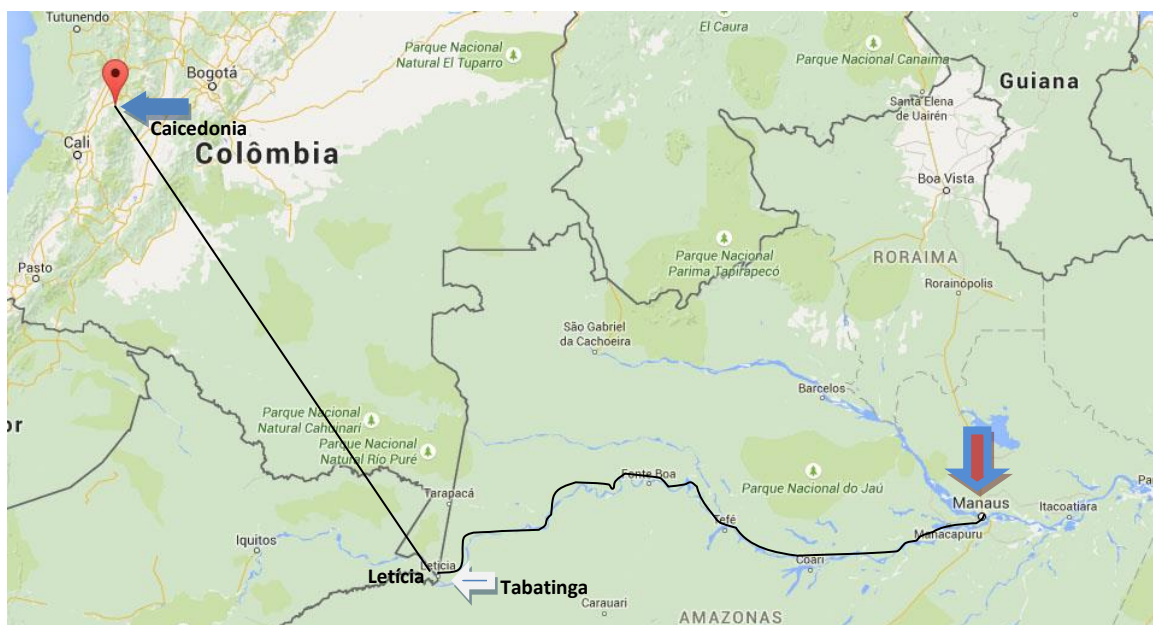 Tutunendo
El Caura
Parque Nacional
Natural El Tuparro
Parque Nacional Canaima
Bogotá
Guiana
Santa Elena
de Uairén
Caicedonia
Cali
Colômbia
Boa Vista
Pasto
Parque Nacional
Parima Tapirapecó
RORAIMA
Rorainópolis
São Gabriel
da Cachoeira
Barcelos
Parque Nacional
Natural Cahuinari
Parque Nacional
Natural Río Puré
or
Fonte Boa
Parque Nacional do Jaú
Tarapacá
Manaus
Pa
Itacoatiara
Tefé
Manacapuru
Iquitos
Coari
Leticia
Letícia
Tabatinga
Carauari
AMAZONAS